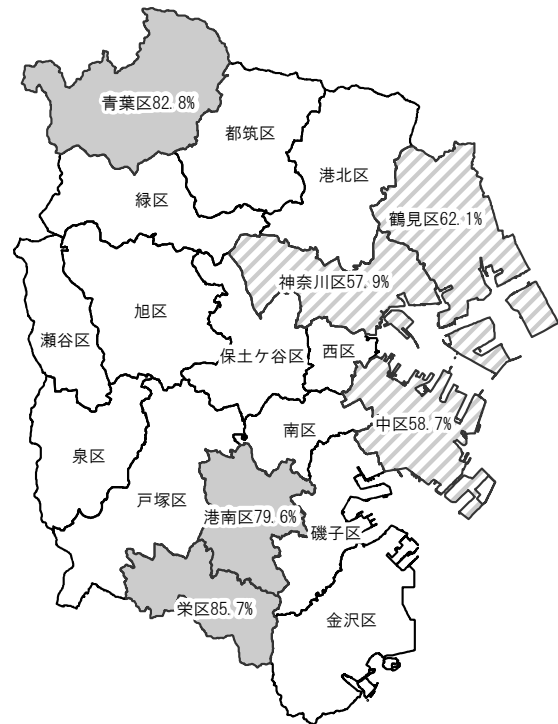 青葉区82.8%
都筑区
港北区
緑区
鶴見区62.1%
神奈川区57.9%
旭区
瀬谷区
保土ケ谷区
西区
中区58.7%
南区
泉区
戸塚区
港南区79.6%
磯子区
栄区85.7%
金沢区